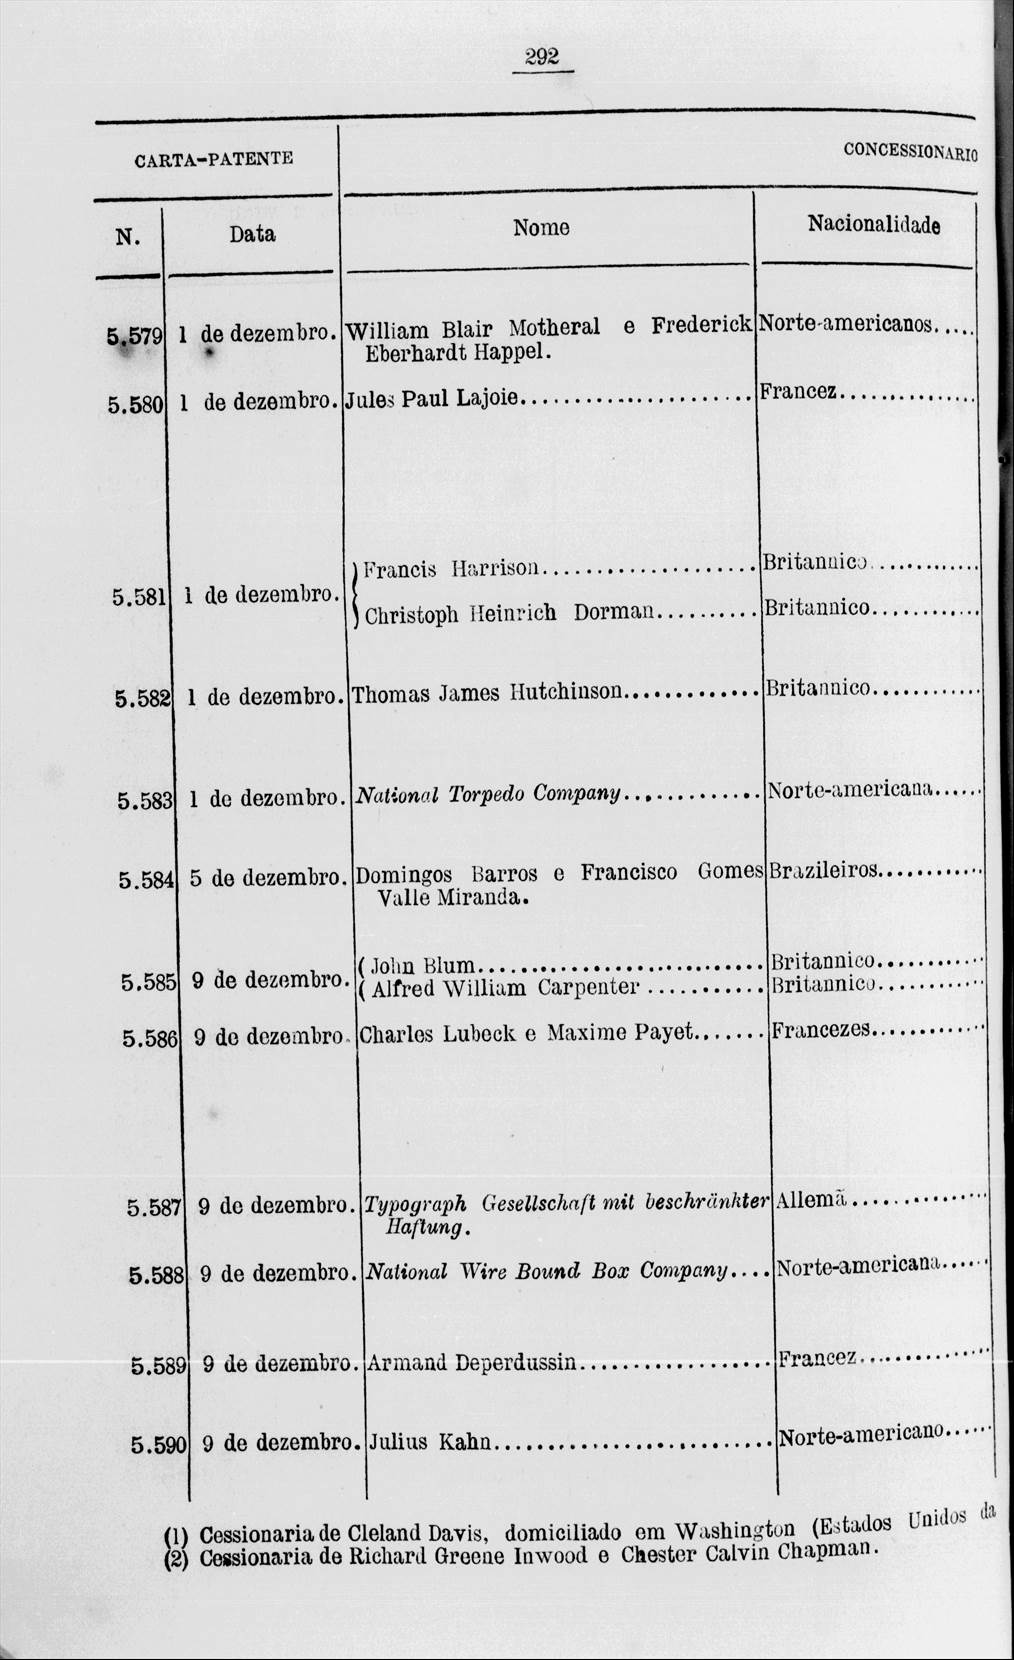 292
CARTA-PATENTE CONCESSIONARIO
N. Data Nome Nacionalidade
5.579 1 de dezembro. William Blair Motheral e Frederick Norte-americanos.....
Eberhardt Happel.
5.580 1 de dezembro. Jules Paul Lajoie...................... Francez...............
Francis Harrison.................... Britannico.............
5.581 1 de dezembro.
Christoph Heinrich Dorman.......... Britannico............
5.582 1 de dezembro. Thomas James Hutchinson............. Britannico............
5.583 1 de dezembro. National Torpedo Company............. Norte-americana......
5.584 5 de dezembro. Domingos Barros e Francisco Gomes Brazileiros............
Valle Miranda.
( John Blum........................... Britannico............
5.585 9 de dezembro.
( Alfred William Carpenter ........... Britannico............
5.586 9 de dezembro. Charles Lubeck e Maxime Payet....... Francezes.............
5.587 9 de dezembro. Typograph Gesellschaft mit beschränkter Allemã ...............
Haftung.
5.588 9 de dezembro. National Wire Bound Box Company.... Norte-americana......
5.589 9 de dezembro. Armand Deperdussin.................. Francez...............
5.590 9 de dezembro. Julius Kahn.......................... Norte-americano......
(1) Cessionaria de Cleland Davis, domiciliado em Washington (Estados Unidos da
(2) Cessionaria de Richard Greene Inwood e Chester Calvin Chapman.